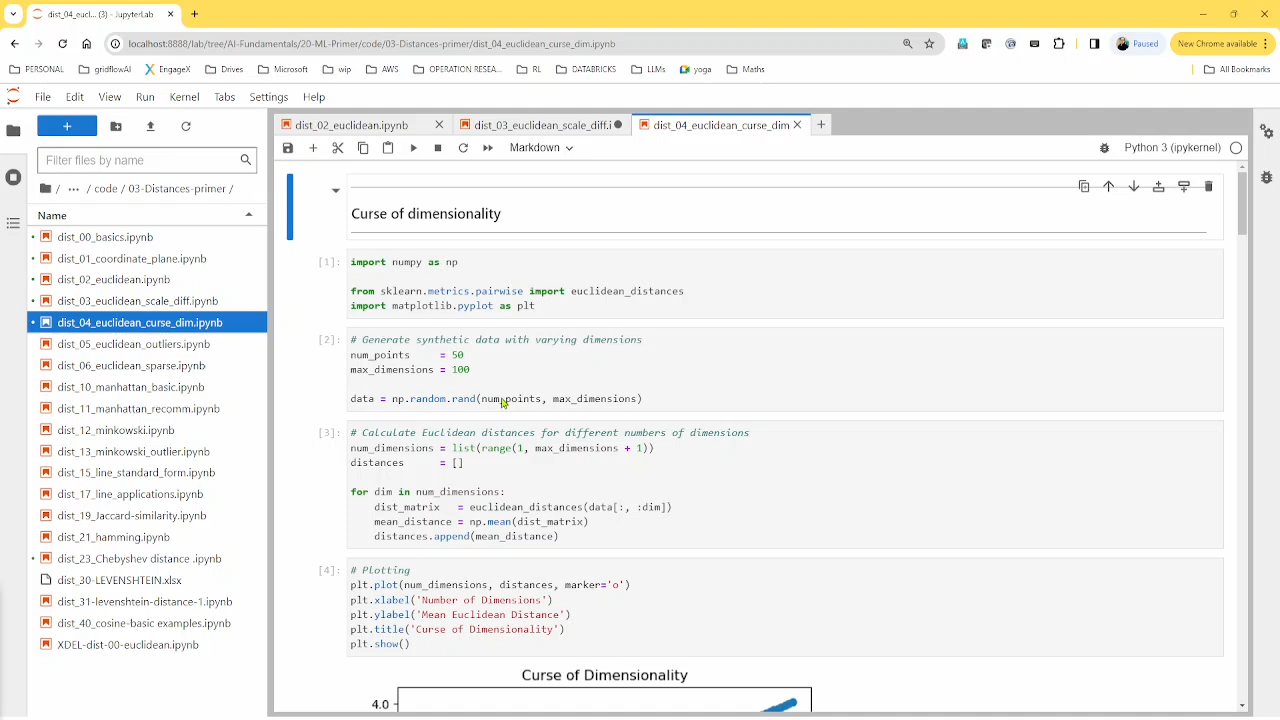 dist_04_eucl... (3) - JupyterLab
localhost:8888/lab/tree/AI-Fundamentals/20-ML-Primer/code/03-Distances-primer/dist_04_euclidean_curse_dim.ipynb
Paused
New Chrome available
PERSONAL
gridflowAI
EngageX
Drives
Microsoft
wip
AWS
OPERATION RESEA...
RL
DATABRICKS
LLMs
yoga
Maths
All Bookmarks
File
Edit
View
Run
Kernel
Tabs
Settings
Help
dist_02_euclidean.ipynb
dist_03_euclidean_scale_diff.i
dist_04_euclidean_curse_dim
Markdown
Python 3 (ipykernel)
Filter files by name
/ ... / code / 03-Distances-primer /
Name
dist_00_basics.ipynb
dist_01_coordinate_plane.ipynb
dist_02_euclidean.ipynb
dist_03_euclidean_scale_diff.ipynb
dist_04_euclidean_curse_dim.ipynb
dist_05_euclidean_outliers.ipynb
dist_06_euclidean_sparse.ipynb
dist_10_manhattan_basic.ipynb
dist_11_manhattan_recomm.ipynb
dist_12_minkowski.ipynb
dist_13_minkowski_outlier.ipynb
dist_15_line_standard_form.ipynb
dist_17_line_applications.ipynb
dist_19_Jaccard-similarity.ipynb
dist_21_hamming.ipynb
dist_23_Chebyshev distance .ipynb
dist_30-LEVENSHTEIN.xlsx
dist_31-levenshtein-distance-1.ipynb
dist_40_cosine-basic examples.ipynb
XDEL-dist-00-euclidean.ipynb
Curse of dimensionality
[1]:
import numpy as np
from sklearn.metrics.pairwise import euclidean_distances
import matplotlib.pyplot as plt
[2]:
# Generate synthetic data with varying dimensions
num_points     = 50
max_dimensions = 100
data = np.random.rand(num_points, max_dimensions)
[3]:
# Calculate Euclidean distances for different numbers of dimensions
num_dimensions = list(range(1, max_dimensions + 1))
distances      = []
for dim in num_dimensions:
    dist_matrix   = euclidean_distances(data[:, :dim])
    mean_distance = np.mean(dist_matrix)
    distances.append(mean_distance)
[4]:
# Plotting
plt.plot(num_dimensions, distances, marker='o')
plt.xlabel('Number of Dimensions')
plt.ylabel('Mean Euclidean Distance')
plt.title('Curse of Dimensionality')
plt.show()
Curse of Dimensionality
4.0